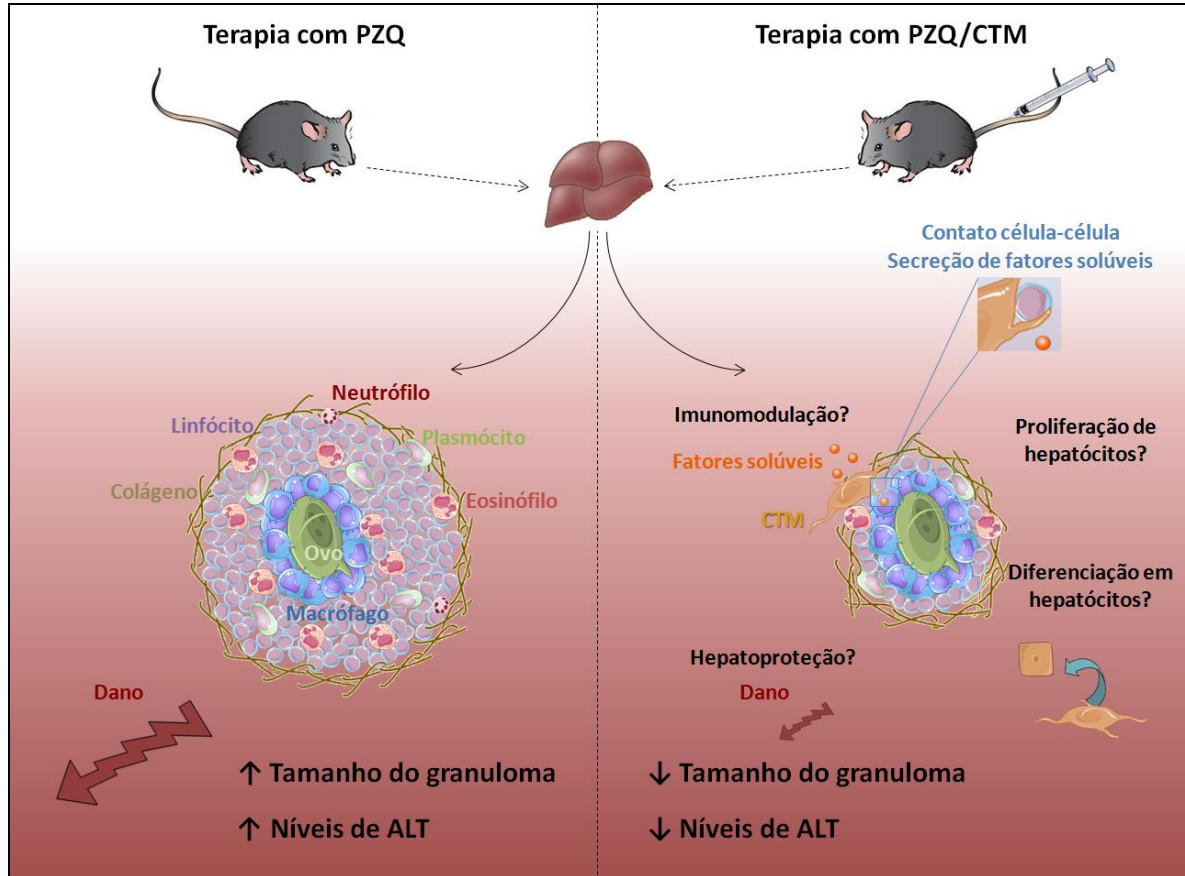 Terapia com PZQ
Terapia com PZQ/CTM
Contato célula-célula
Secreção de fatores solúveis
Neutrófilo
Linfócito
Plasmócito
Colágeno
Eosinófilo
Ovo
Macrófago
Imunomodulação?
Fatores solúveis
CTM
Proliferação de
hepatócitos?
Diferenciação em
hepatócitos?
Hepatoproteção?
Dano
Dano
↑ Tamanho do granuloma
↑ Níveis de ALT
↓ Tamanho do granuloma
↓ Níveis de ALT